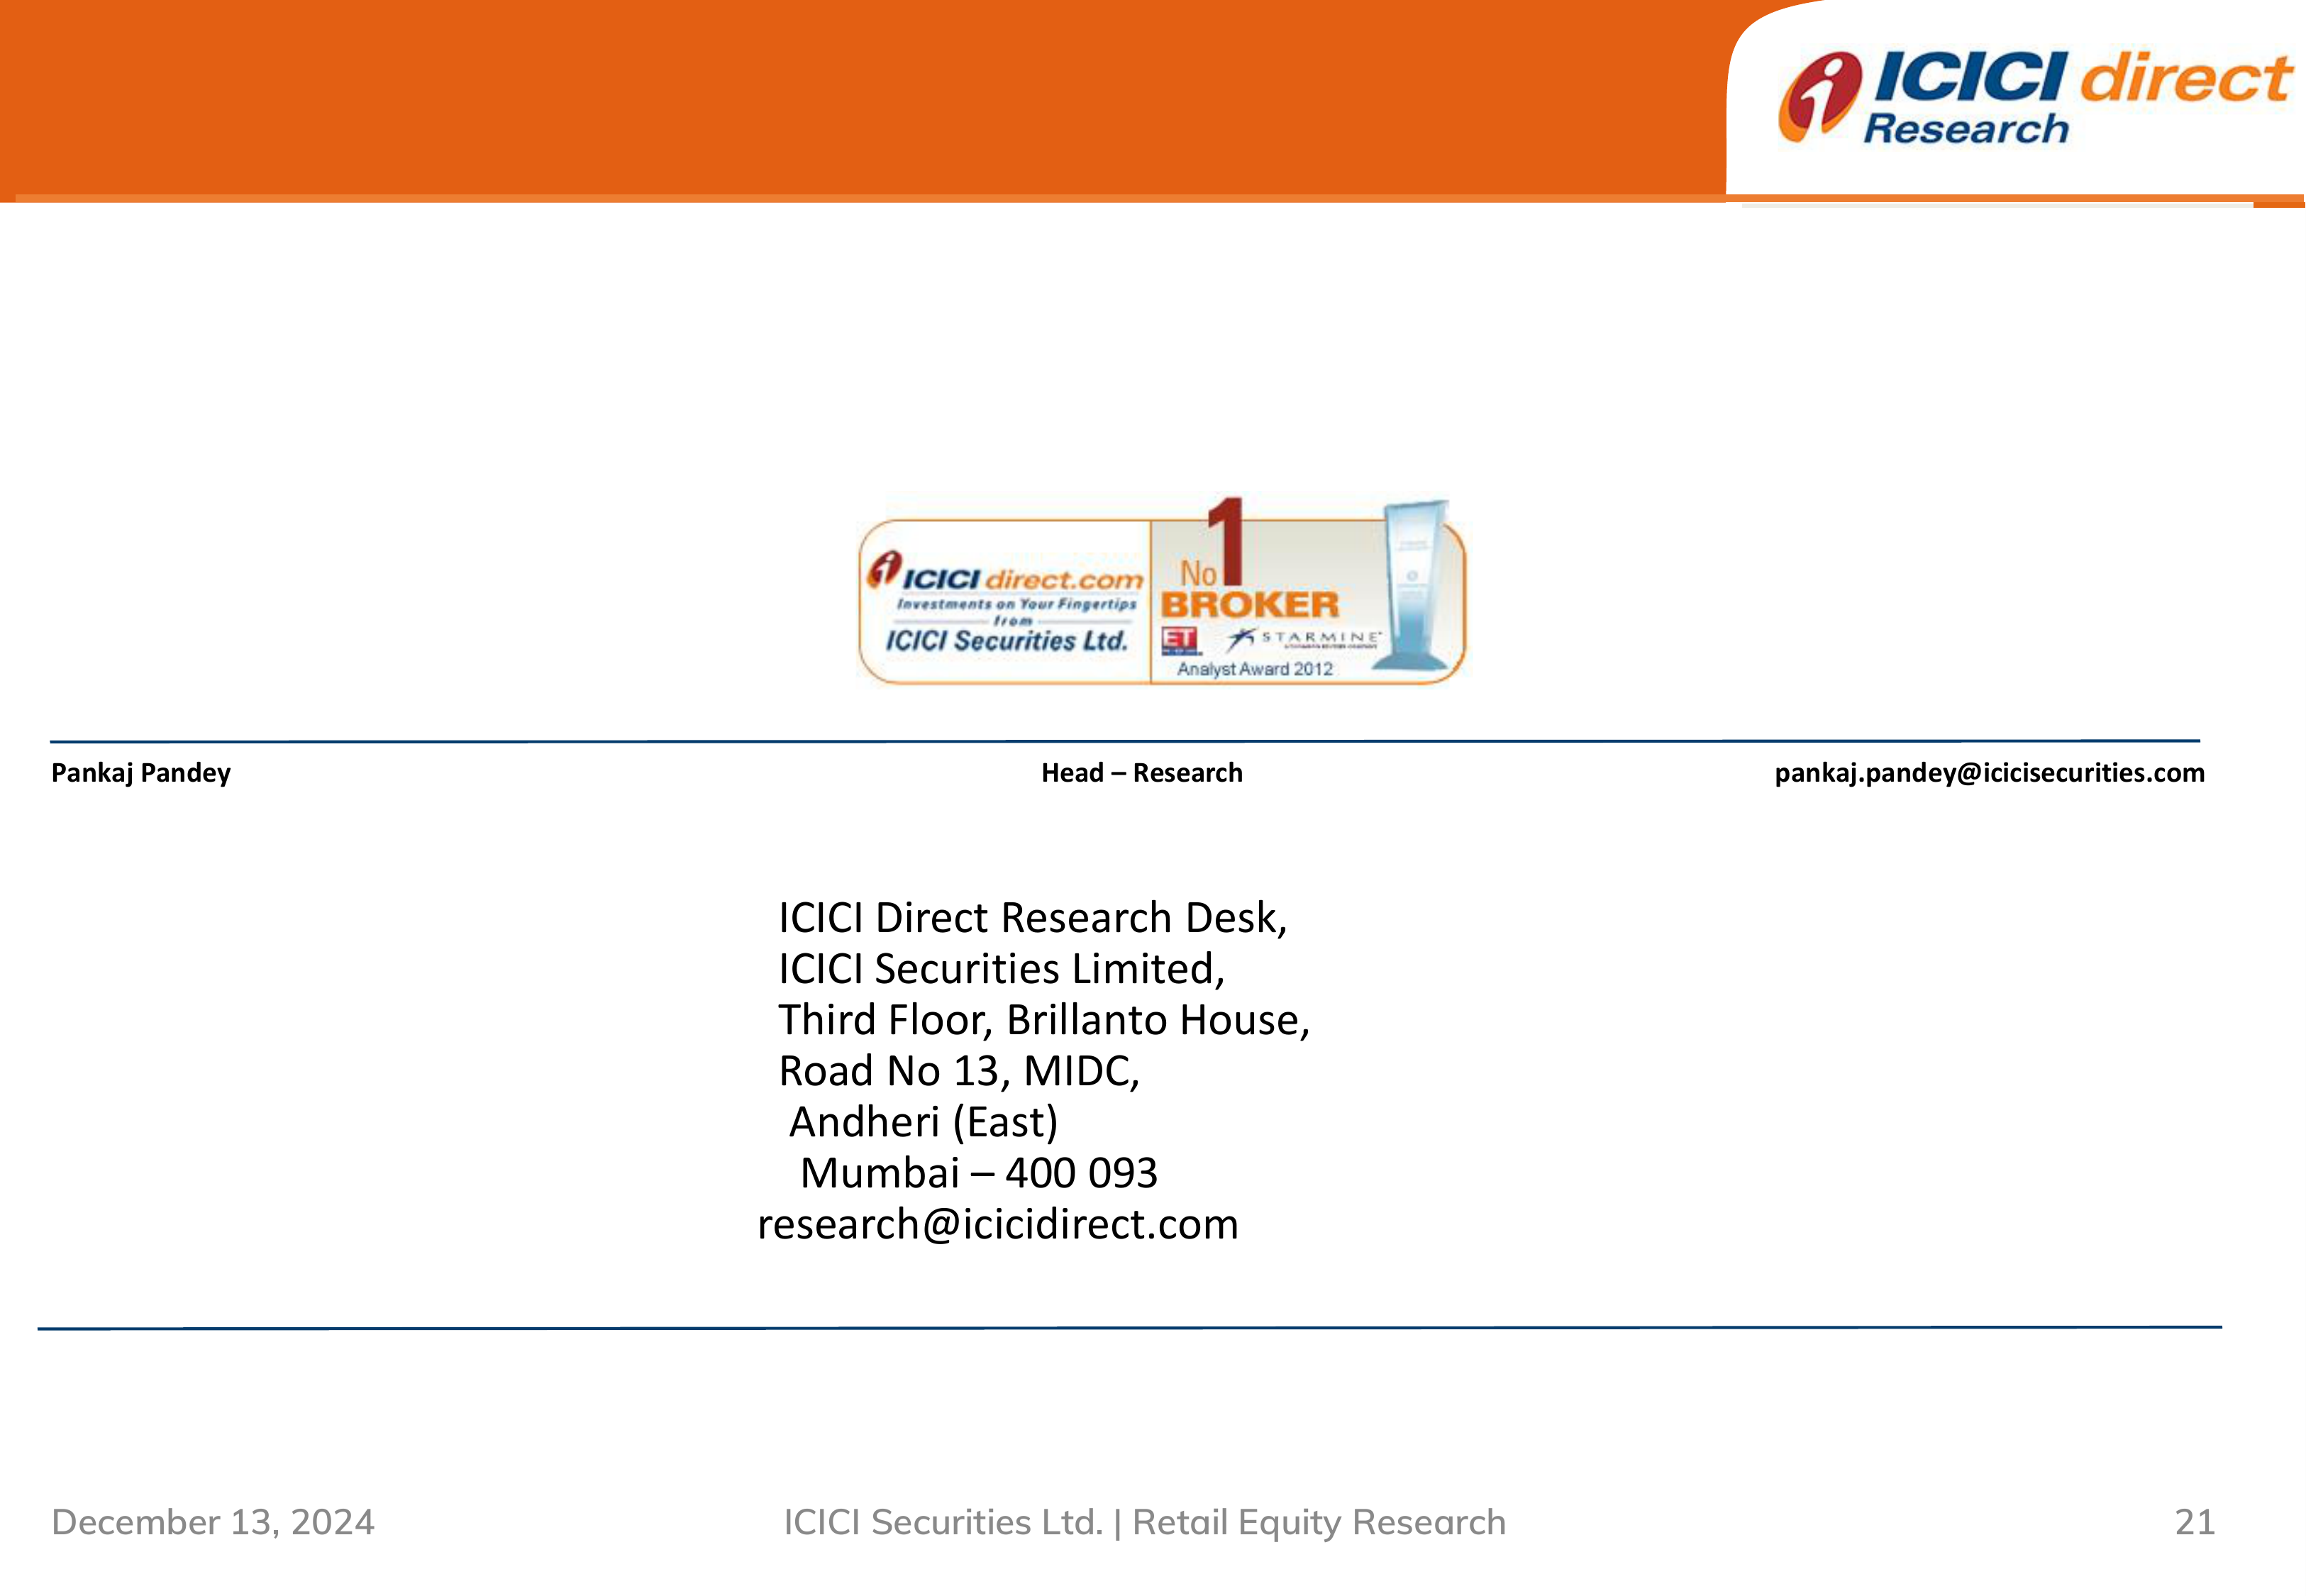 ICICI direct
Research
No 1
BROKER
ICICI direct.com
Investments on Your Fingertips
from
ICICI Securities Ltd.
ET
STARMINE
Analyst Award 2012
Pankaj Pandey Head – Research pankaj.pandey@icicisecurities.com
ICICI Direct Research Desk,
ICICI Securities Limited,
Third Floor, Brillanto House,
Road No 13, MIDC,
Andheri (East)
Mumbai – 400 093
research@icicidirect.com
December 13, 2024 ICICI Securities Ltd. | Retail Equity Research 21